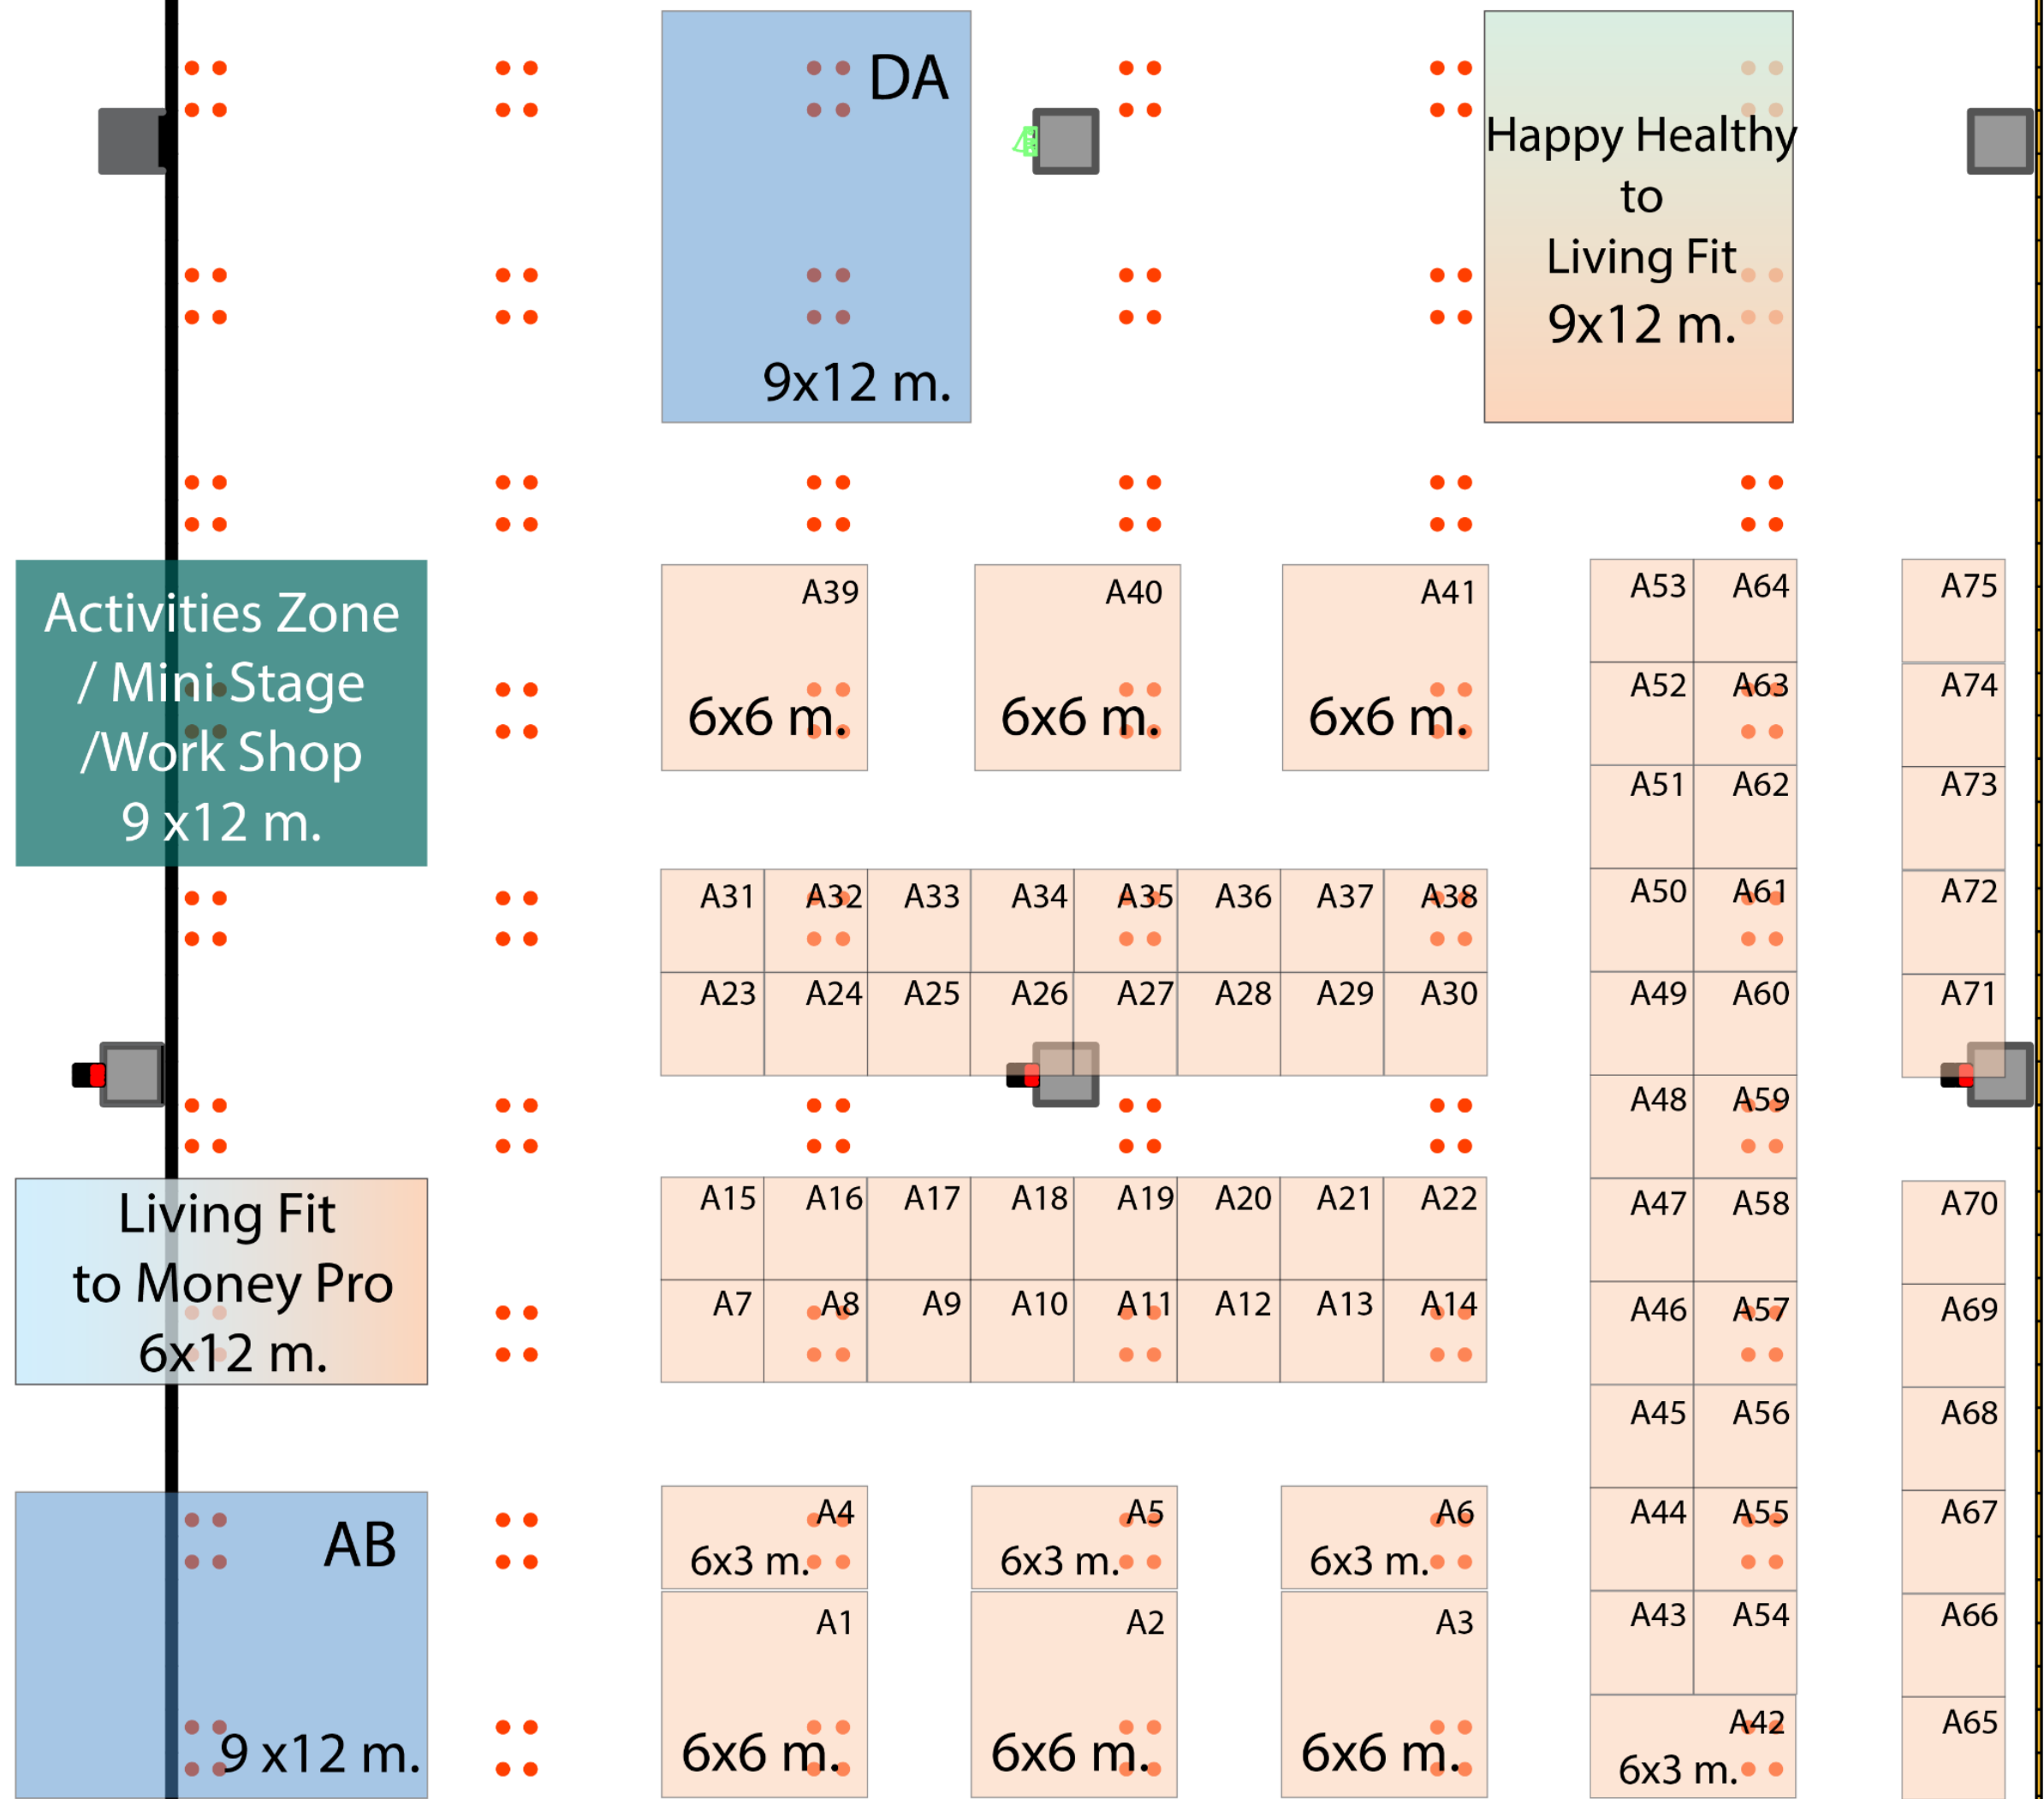 DA
9x12 m.
Happy Healthy
to
Living Fit
9x12 m.
Activities Zone
/ Mini Stage
/Work Shop
9 x12 m.
A39
6x6 m.
A40
6x6 m.
A41
6x6 m.
A53 A64 A75
A52 A63 A74
A51 A62 A73
A31 A32 A33 A34 A35 A36 A37 A38
A50 A61 A72
A23 A24 A25 A26 A27 A28 A29 A30
A49 A60 A71
A48 A59
Living Fit
to Money Pro
6x12 m.
A15 A16 A17 A18 A19 A20 A21 A22
A47 A58 A70
A7 A8 A9 A10 A11 A12 A13 A14
A46 A57 A69
A45 A56 A68
AB
9 x12 m.
A4
6x3 m.
A5
6x3 m.
A6
6x3 m.
A44 A55 A67
A1
6x6 m.
A2
6x6 m.
A3
6x6 m.
A43 A54 A66
A42
6x3 m.
A65